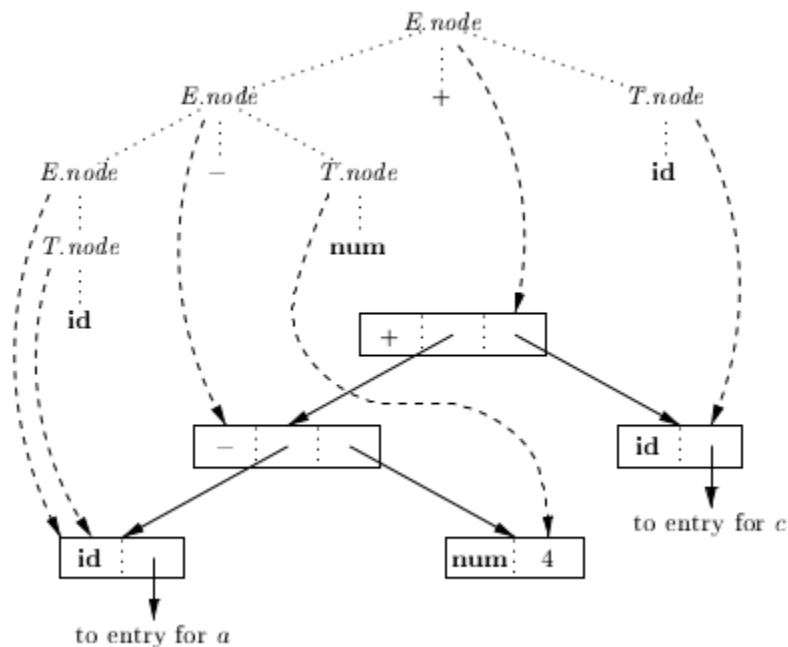 E.node
E.node + T.node
E.node − T.node id
T.node num
id
+
− id
to entry for c
id num 4
to entry for a